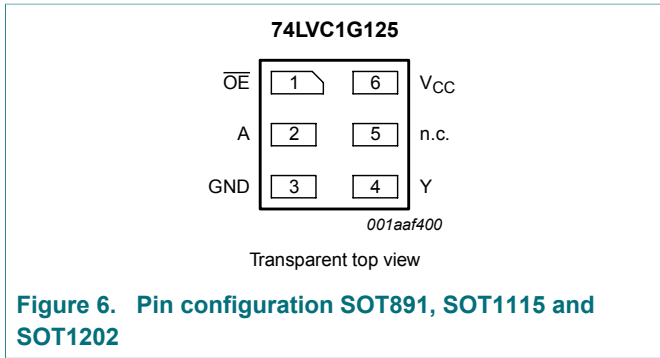 74LVC1G125
OE 1 6 VCC
A 2 5 n.c.
GND 3 4 Y
001aaf400
Transparent top view
Figure 6. Pin configuration SOT891, SOT1115 and
SOT1202